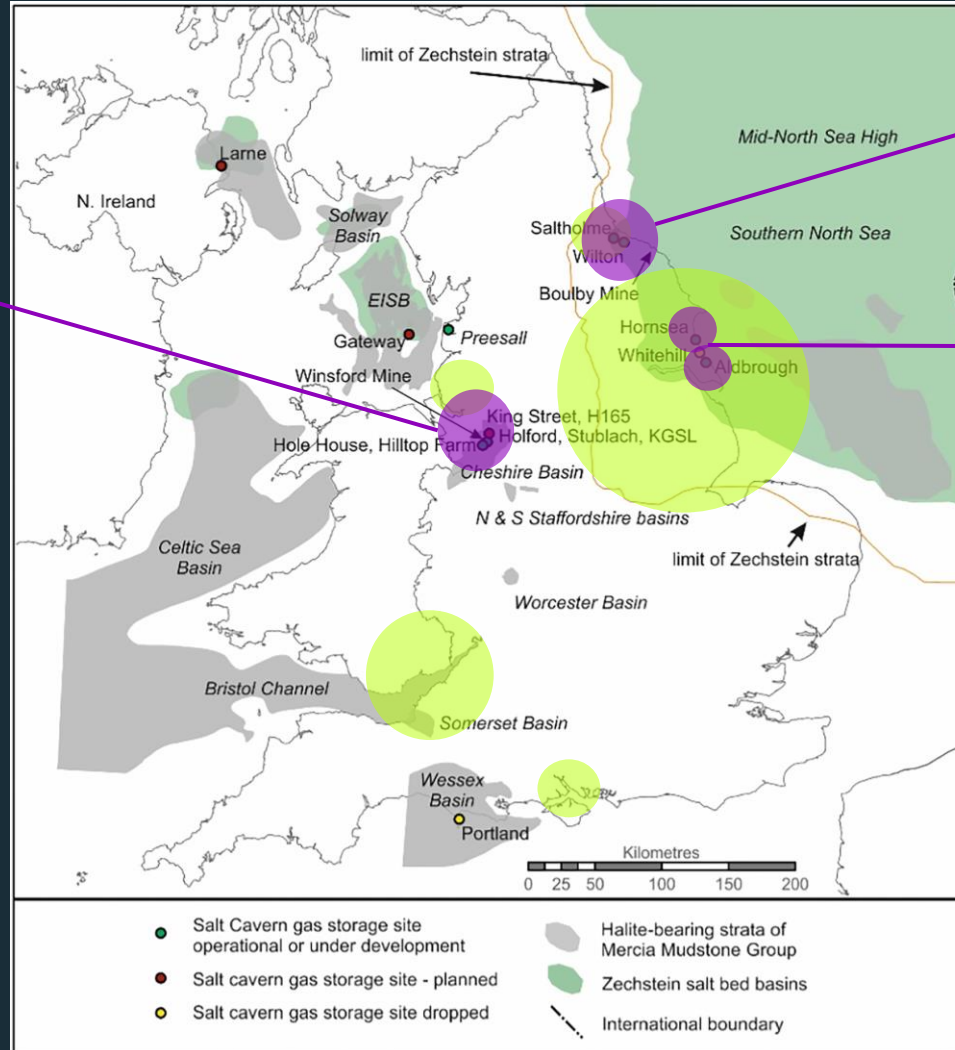 limit of Zechstein strata
Mid-North Sea High
Larne
N. Ireland
Solway
Basin
Saltholme
Wilton
Southern North Sea
EISB
Boulby Mine
Gateway
Preesall
Hornsea
Whitehill
Aldbrough
Winsford Mine
King Street, H165
Holford, Stublach, KGSL
Hole House, Hilltop Farm
Cheshire Basin
N & S Staffordshire basins
limit of Zechstein strata
Celtic Sea
Basin
Worcester Basin
Bristol Channel
Somerset Basin
Wessex
Basin
Portland
Kilometres
0 25 50 100 150 200
Salt Cavern gas storage site
operational or under development
Salt cavern gas storage site - planned
Salt cavern gas storage site dropped
Halite-bearing strata of
Mercia Mudstone Group
Zechstein salt bed basins
International boundary